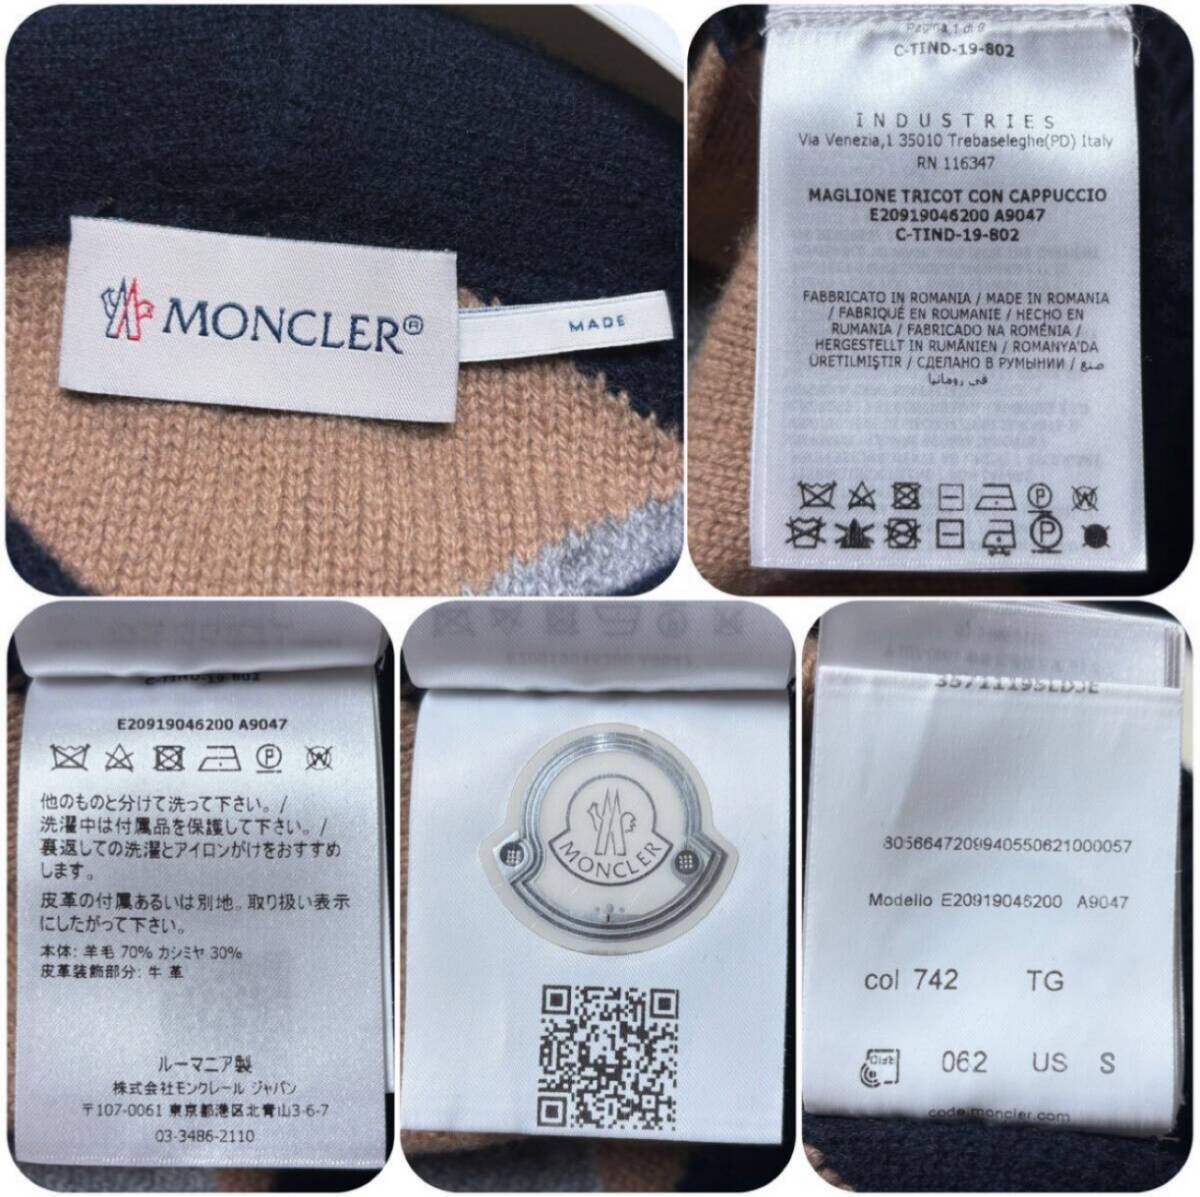 MONCLER®
MADE
Pagina 1 di 8
C-TIND-19-802
INDUSTRIES
Via Venezia,1 35010 Trebaseleghe(PD) Italy
RN 116347
MAGLIONE TRICOT CON CAPPUCCIO
E20919046200 A9047
C-TIND-19-802
FABBRICATO IN ROMANIA / MADE IN ROMANIA
/ FABRIQUÉ EN ROUMANIE / HECHO EN
RUMANIA / FABRICADO NA ROMÉNIA /
HERGESTELLT IN RUMÄNIEN / ROMANYA'DA
ÜRETILMIŞTIR / СДЕЛАНО В РУМЫНИИ / صنع
في رومانيا
C-TIND-19-802
E20919046200 A9047
他のものと分けて洗って下さい。/
洗濯中は付属品を保護して下さい。/
裏返しての洗濯とアイロンがけをおすすめ
します。
皮革の付属あるいは別地。取り扱い表示
にしたがって下さい。
本体: 羊毛 70% カシミヤ 30%
皮革装飾部分: 牛 革
ルーマニア製
株式会社モンクレール ジャパン
〒107-0061 東京都港区北青山3-6-7
03-3486-2110
MONCLER
8056647209940550621000057
Modello E20919046200 A9047
col 742 TG
062 US S
code.moncler.com